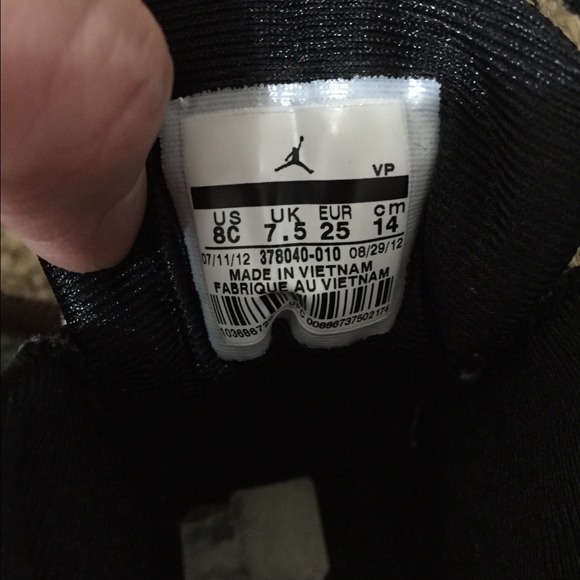 VP
US UK EUR cm
8C 7.5 25 14
07/11/12 378040-010 08/29/12
MADE IN VIETNAM
FABRIQUE AU VIETNAM